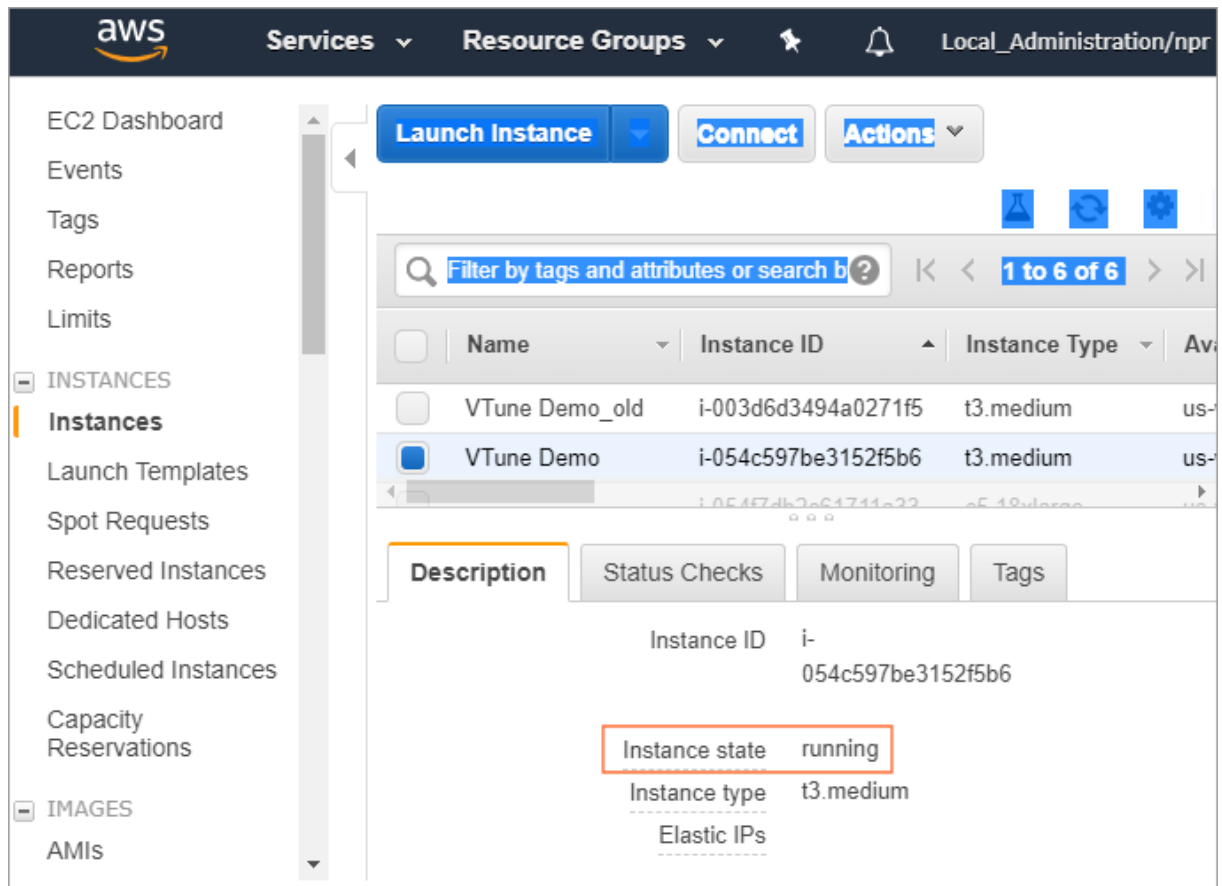 aws Services Resource Groups Local_Administration/npr
EC2 Dashboard
Events
Tags
Reports
Limits
INSTANCES
Instances
Launch Templates
Spot Requests
Reserved Instances
Dedicated Hosts
Scheduled Instances
Capacity
Reservations
IMAGES
AMIs
Launch Instance Connect Actions
Filter by tags and attributes or search b ? 1 to 6 of 6
Name Instance ID Instance Type Ava
VTune Demo_old i-003d6d3494a0271f5 t3.medium us-
VTune Demo i-054c597be3152f5b6 t3.medium us-
Description Status Checks Monitoring Tags
Instance ID i-
054c597be3152f5b6
Instance state running
Instance type t3.medium
Elastic IPs